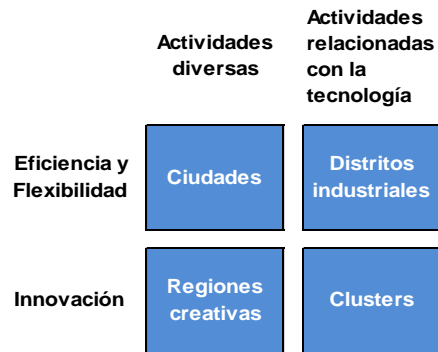 Actividades
diversas
Actividades
relacionadas
con la
tecnología
Eficiencia y
Flexibilidad
Ciudades
Distritos
industriales
Innovación
Regiones
creativas
Clusters